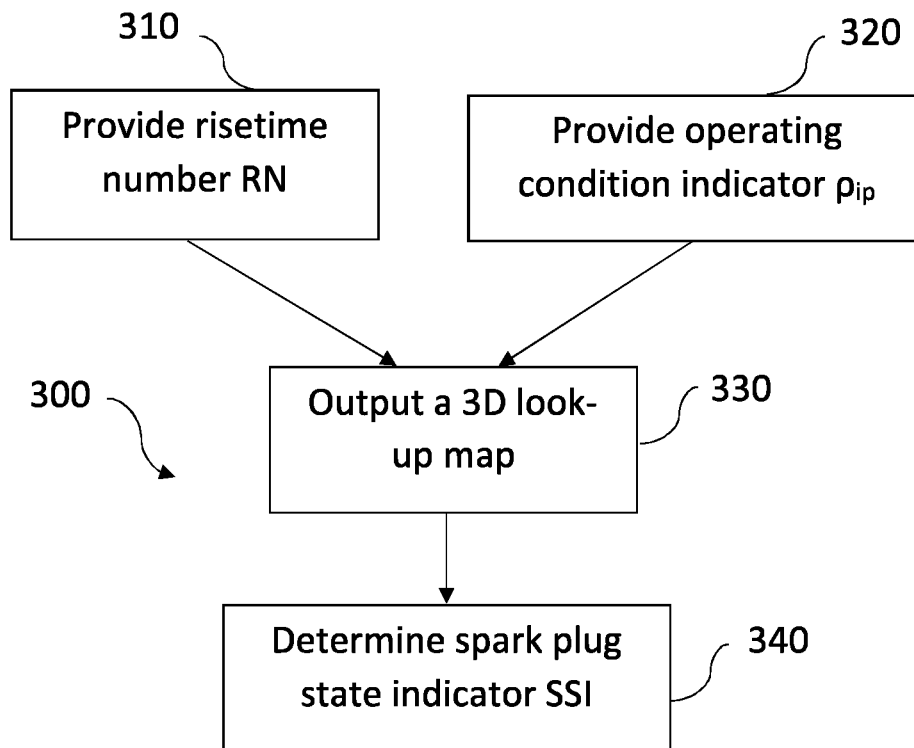 310
320
Provide risetime
number RN
Provide operating
condition indicator ρip
300
Output a 3D look-
up map
330
Determine spark plug
state indicator SSI
340